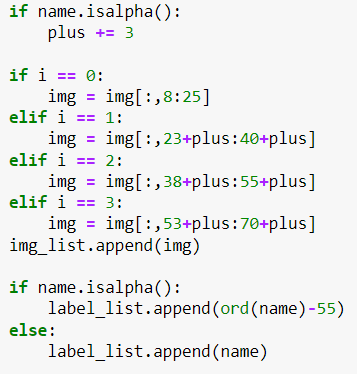 if name.isalpha():
    plus += 3

if i == 0:
    img = img[:,8:25]
elif i == 1:
    img = img[:,23+plus:40+plus]
elif i == 2:
    img = img[:,38+plus:55+plus]
elif i == 3:
    img = img[:,53+plus:70+plus]
img_list.append(img)

if name.isalpha():
    label_list.append(ord(name)-55)
else:
    label_list.append(name)